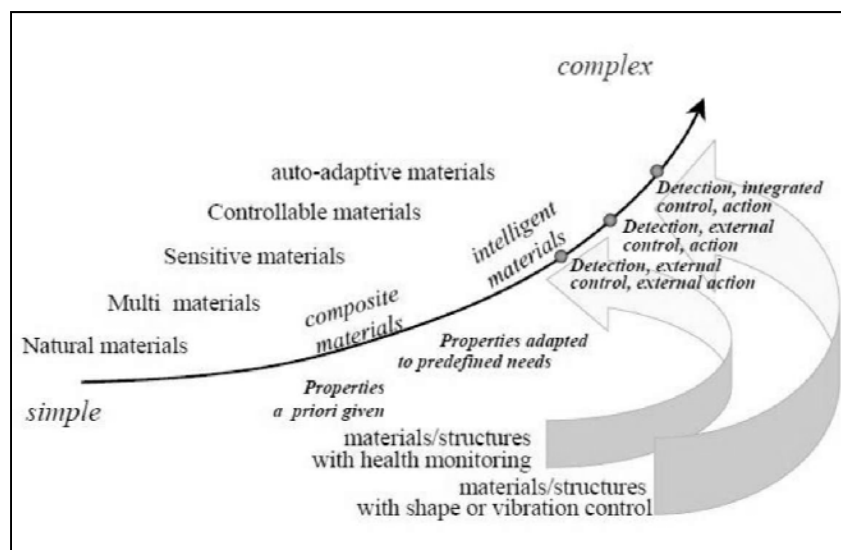 complex
auto-adaptive materials
Controllable materials
Sensitive materials
Multi materials
Natural materials
simple
composite
materials
intelligent
materials
Detection, integrated
control, action
Detection, external
control, action
Detection, external
control, external action
Properties adapted
to predefined needs
Properties
a priori given
materials/structures
with health monitoring
materials/structures
with shape or vibration control